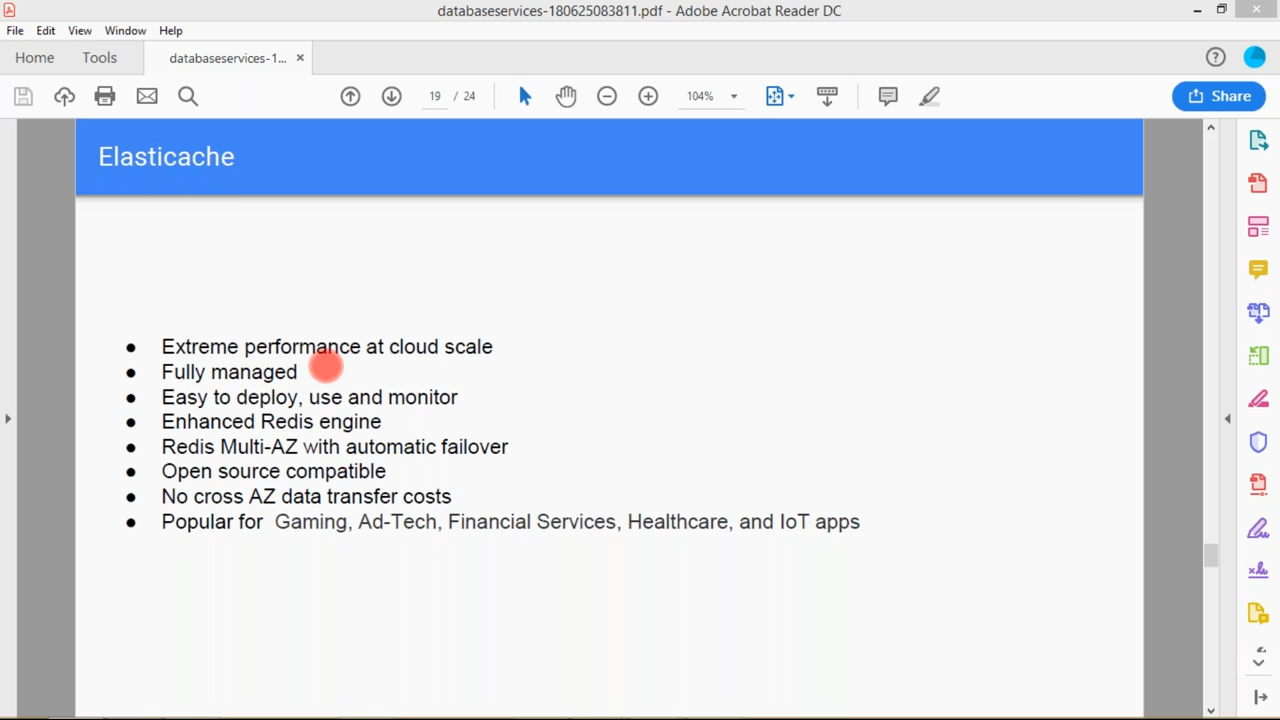 databaseservices-180625083811.pdf - Adobe Acrobat Reader DC
File Edit View Window Help
Home Tools databaseservices-1... ×
19 / 24 104% Share
Elasticache
● Extreme performance at cloud scale
● Fully managed
● Easy to deploy, use and monitor
● Enhanced Redis engine
● Redis Multi-AZ with automatic failover
● Open source compatible
● No cross AZ data transfer costs
● Popular for Gaming, Ad-Tech, Financial Services, Healthcare, and IoT apps